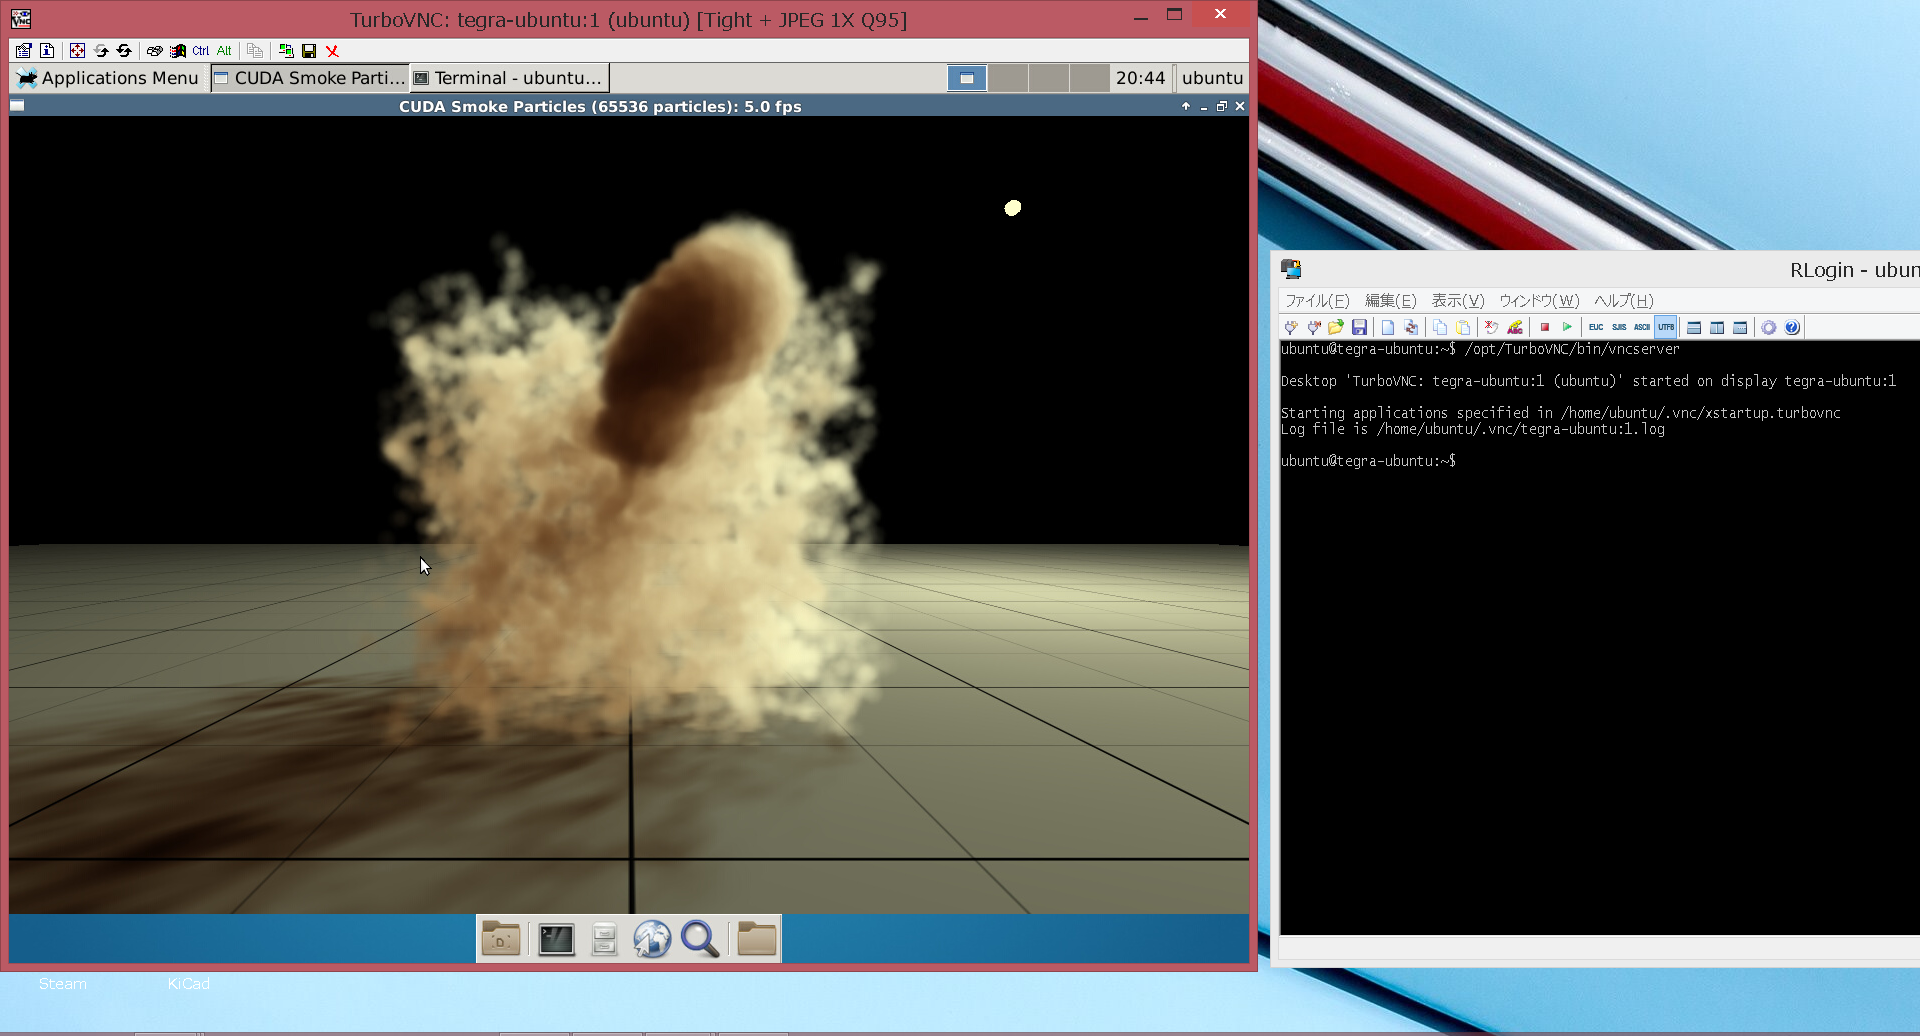 TurboVNC: tegra-ubuntu:1 (ubuntu) [Tight + JPEG 1X Q95]
Ctrl Alt
Applications Menu
CUDA Smoke Parti...
Terminal - ubuntu...
20:44
ubuntu
CUDA Smoke Particles (65536 particles): 5.0 fps
Steam
KiCad
RLogin - ubun
ファイル(F) 編集(E) 表示(V) ウィンドウ(W) ヘルプ(H)
EUC SJIS ASCII UTF8
ubuntu@tegra-ubuntu:~$ /opt/TurboVNC/bin/vncserver
Desktop 'TurboVNC: tegra-ubuntu:1 (ubuntu)' started on display tegra-ubuntu:1
Starting applications specified in /home/ubuntu/.vnc/xstartup.turbovnc
Log file is /home/ubuntu/.vnc/tegra-ubuntu:1.log
ubuntu@tegra-ubuntu:~$